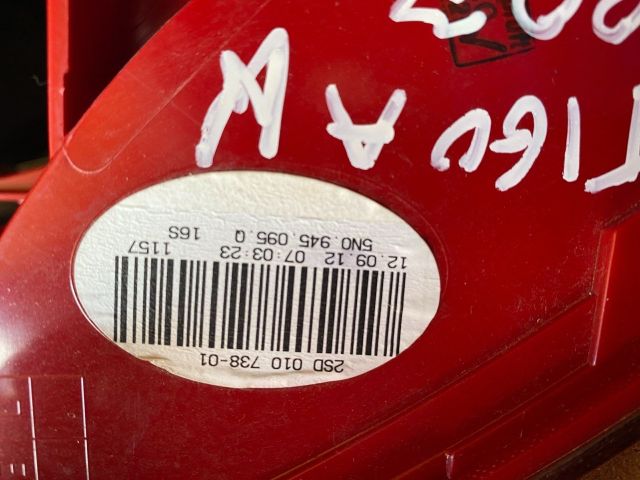 2SD 010 738-01
12.09.12 07:03:23 1157
5N0.945.095.Q 16S
TIGUAN